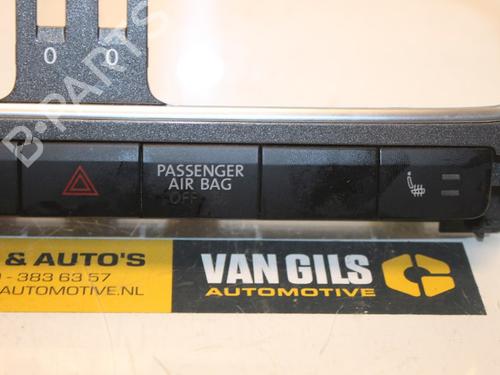 0 0
B-PARTS
PASSENGER
AIR BAG
OFF
& AUTO'S
VAN GILS
AUTOMOTIVE
- 383 63 57
AUTOMOTIVE.NL